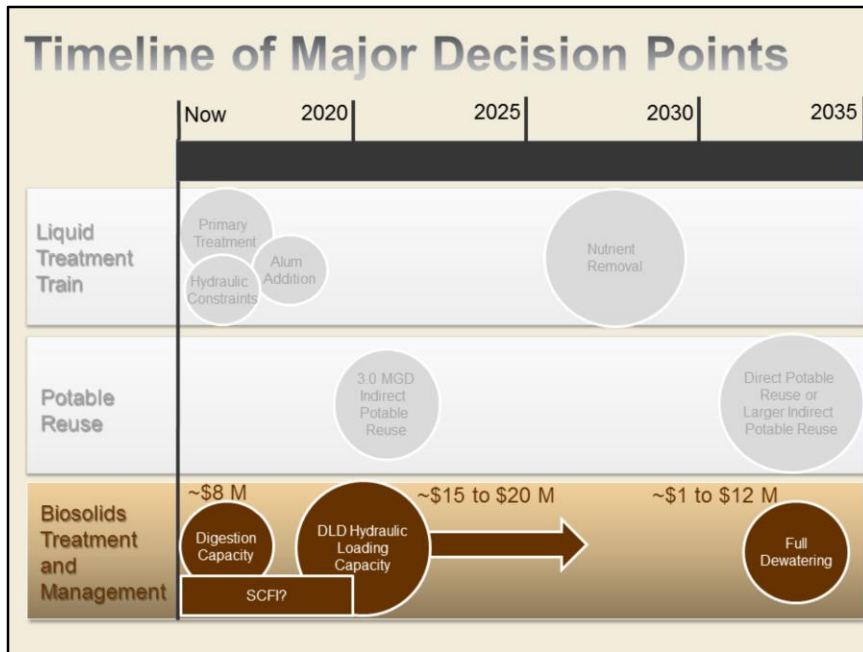 Timeline of Major Decision Points
Now
2020
2025
2030
2035
Liquid
Treatment
Train
Primary
Treatment
Alum
Addition
Hydraulic
Constraints
Nutrient
Removal
Potable
Reuse
3.0 MGD
Indirect
Potable
Reuse
Direct Potable
Reuse or
Larger Indirect
Potable Reuse
Biosolids
Treatment
and
Management
~$8 M
~$15 to $20 M
~$1 to $12 M
Digestion
Capacity
DLD Hydraulic
Loading
Capacity
Full
Dewatering
SCFI?